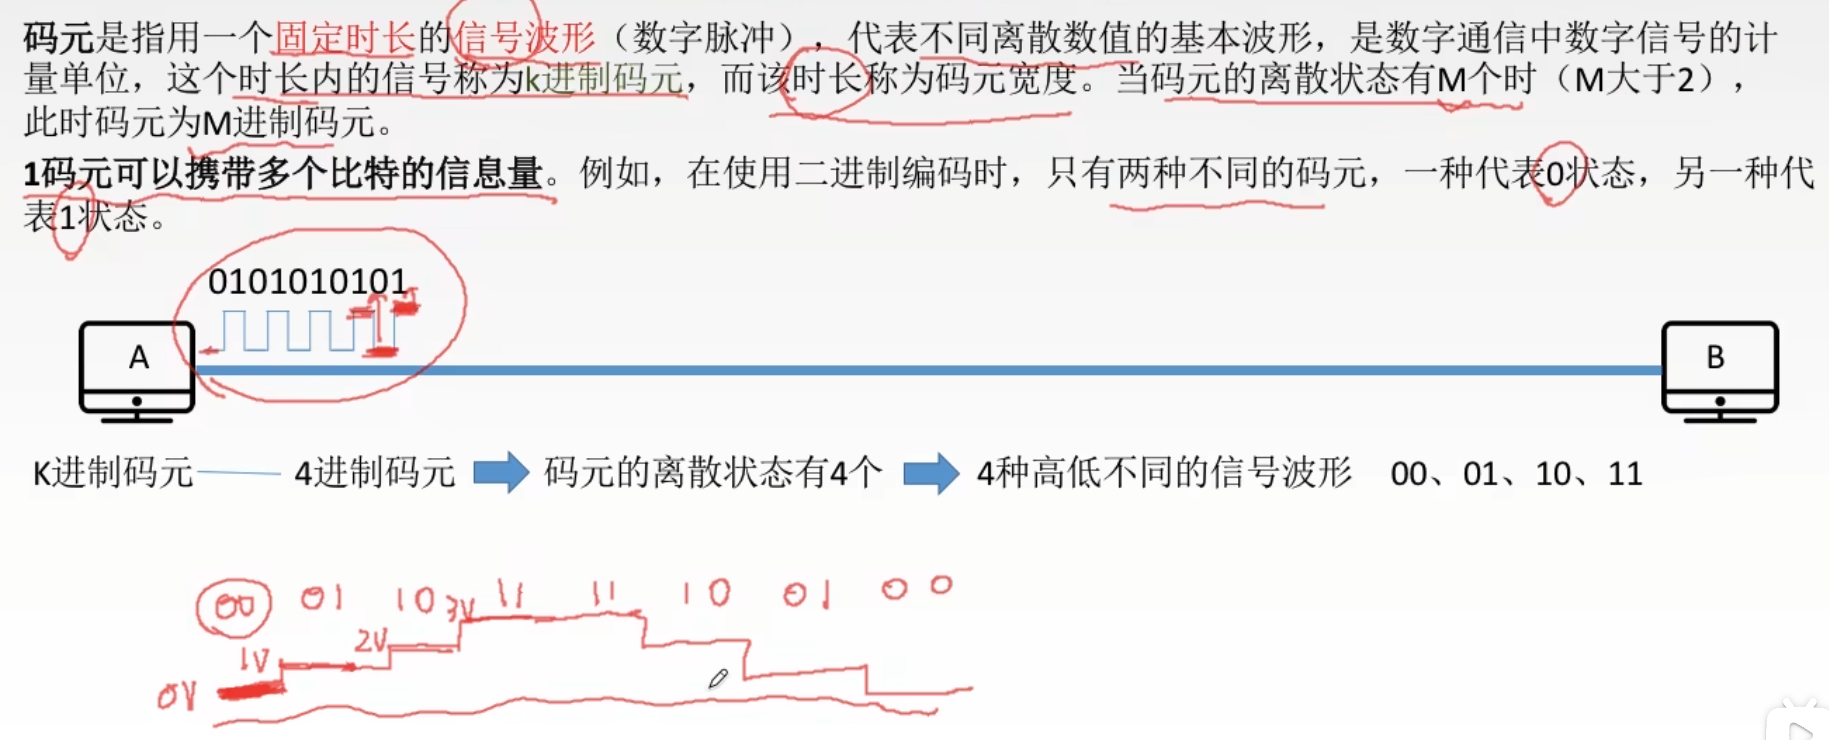 码元是指用一个固定时长的信号波形（数字脉冲），代表不同离散数值的基本波形，是数字通信中数字信号的计
量单位，这个时长内的信号称为k进制码元，而该时长称为码元宽度。当码元的离散状态有M个时（M大于2），
此时码元为M进制码元。
1码元可以携带多个比特的信息量。例如，在使用二进制编码时，只有两种不同的码元，一种代表0状态，另一种代
表1状态。
0101010101
A
B
K进制码元 4进制码元 码元的离散状态有4个 4种高低不同的信号波形 00、01、10、11
00 01 10 11 11 10 01 00
3V
2V
1V
0V